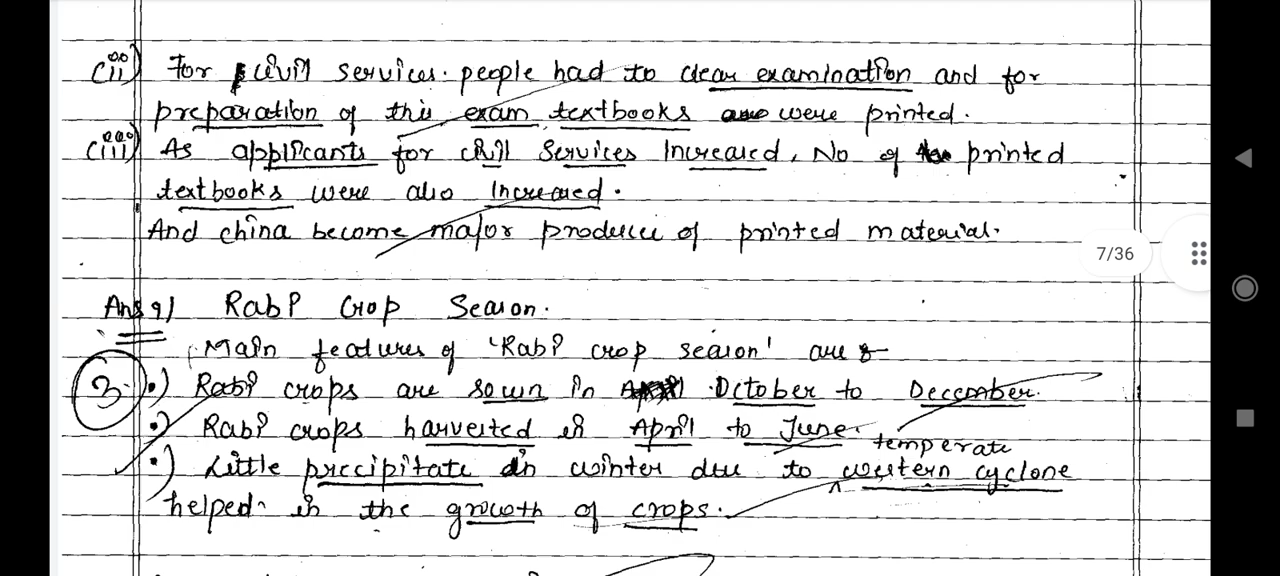 (ii) For civil services. people had to clear examination and for
preparation of this exam textbooks were printed.
(iii) As applicants for civil services increased, No of printed
textbooks were also increased.
And china become major producer of printed material.
7/36
Ans 9) Rabi Crop Season.
Main features of 'Rabi crop season' are :-
3 •) Rabi crops are sown in October to December.
•) Rabi crops harvested in April to June.
temperate
•) Little precipitate in winter due to western cyclone
helped in the growth of crops.